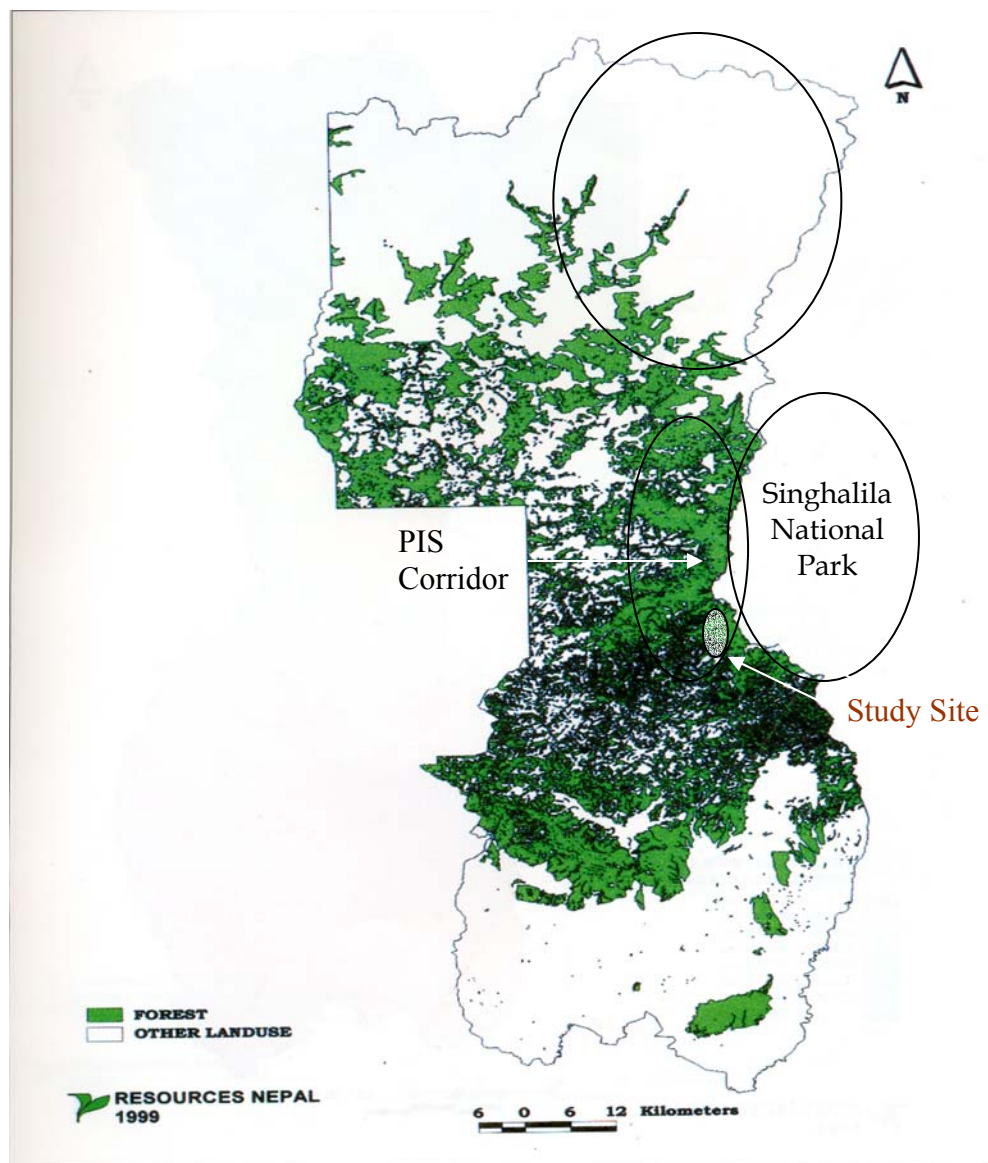 N
Singhalila
National
Park
PIS
Corridor
Study Site
FOREST
OTHER LANDUSE
RESOURCES NEPAL
1999
6 0 6 12 Kilometers